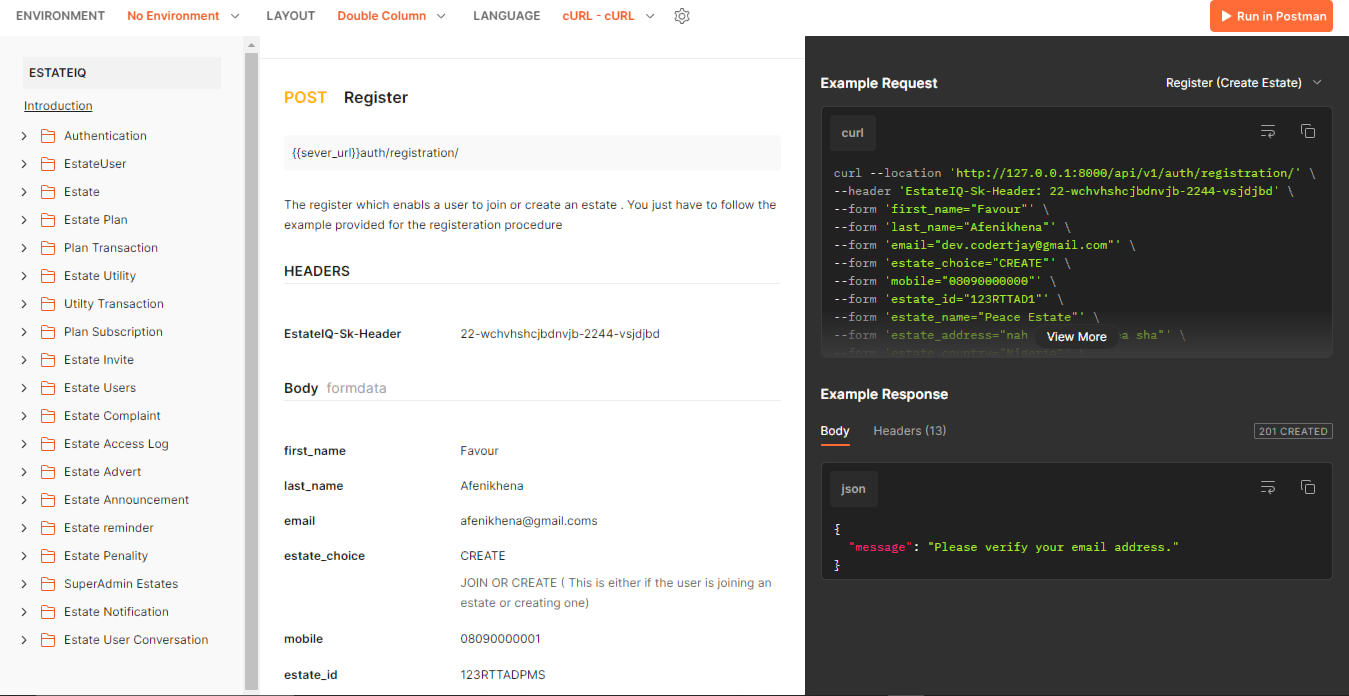 ENVIRONMENT No Environment LAYOUT Double Column LANGUAGE cURL - cURL Run in Postman
ESTATEIQ
Introduction
Authentication
EstateUser
Estate
Estate Plan
Plan Transaction
Estate Utility
Utilty Transaction
Plan Subscription
Estate Invite
Estate Users
Estate Complaint
Estate Access Log
Estate Advert
Estate Announcement
Estate reminder
Estate Penality
SuperAdmin Estates
Estate Notification
Estate User Conversation
POST Register
{{sever_url}}auth/registration/
The register which enables a user to join or create an estate . You just have to follow the
example provided for the registeration procedure
HEADERS
EstateIQ-Sk-Header 22-wchvhshcjbdnvjb-2244-vsjdjbd
Body formdata
first_name Favour
last_name Afenikhena
email afenikhena@gmail.coms
estate_choice CREATE
JOIN OR CREATE ( This is either if the user is joining an
estate or creating one)
mobile 08090000001
estate_id 123RTTADPMS
Example Request Register (Create Estate)
curl
curl --location 'http://127.0.0.1:8000/api/v1/auth/registration/' \
--header 'EstateIQ-Sk-Header: 22-wchvhshcjbdnvjb-2244-vsjdjbd' \
--form 'first_name="Favour"' \
--form 'last_name="Afenikhena"' \
--form 'email="dev.codertjay@gmail.com"' \
--form 'estate_choice="CREATE"' \
--form 'mobile="08090000000"' \
--form 'estate_id="123RTTAD1"' \
--form 'estate_name="Peace Estate"' \
--form 'estate_address="nah sha"' \
View More
--form 'estate_country="Nigeria"' \
Example Response
Body Headers (13) 201 CREATED
json
{
"message": "Please verify your email address."
}